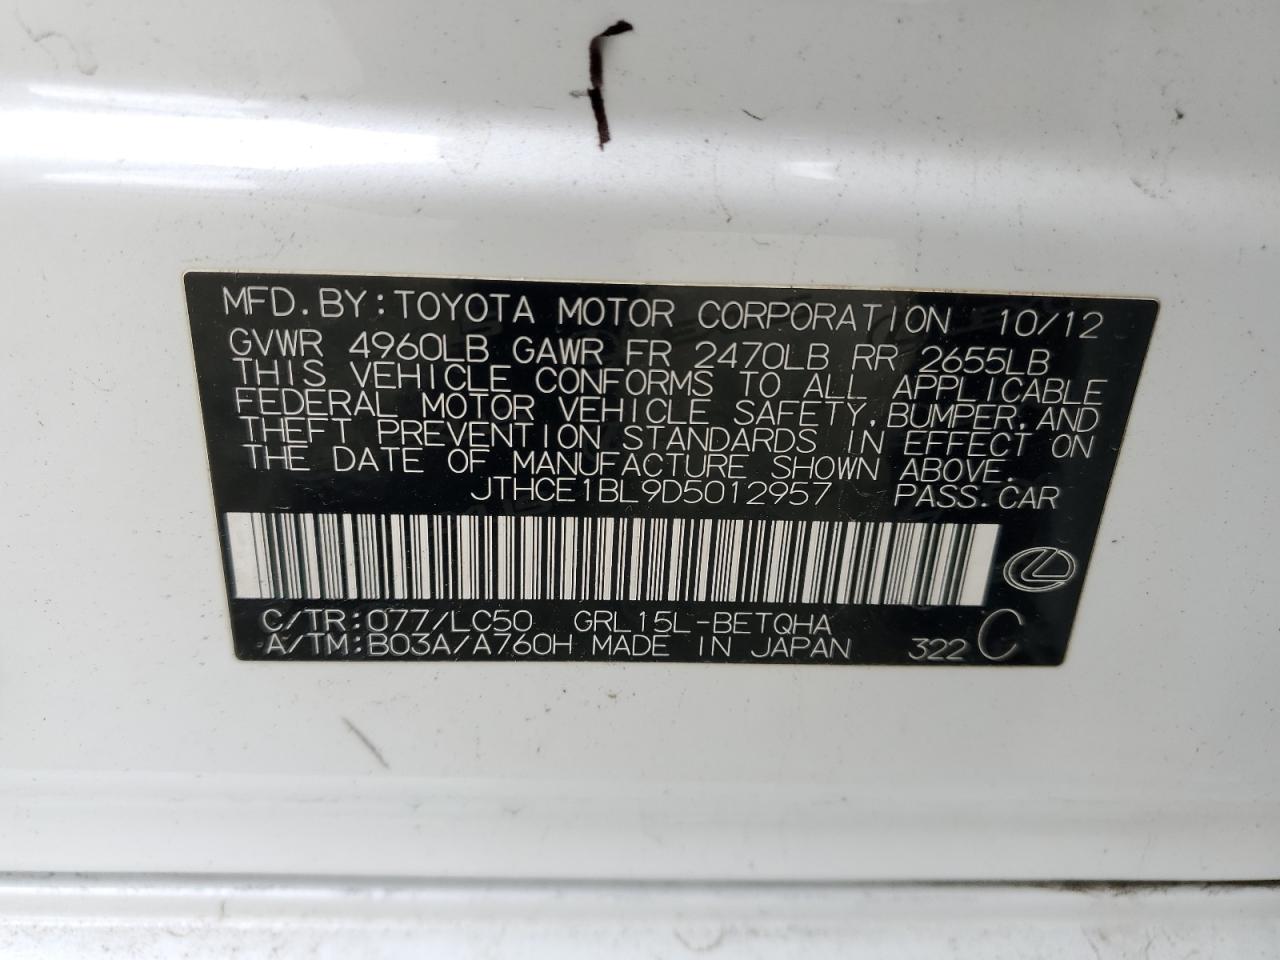 MFD.BY:TOYOTA MOTOR CORPORATION 10/12
GVWR 4960LB GAWR FR 2470LB RR 2655LB
THIS VEHICLE CONFORMS TO ALL APPLICABLE
FEDERAL MOTOR VEHICLE SAFETY,BUMPER,AND
THEFT PREVENTION STANDARDS IN EFFECT ON
THE DATE OF MANUFACTURE SHOWN ABOVE.
JTHCE1BL9D5012957 PASS.CAR
C/TR:077/LC50 GRL15L-BETQHA
A/TM:B03A/A760H MADE IN JAPAN 322 C